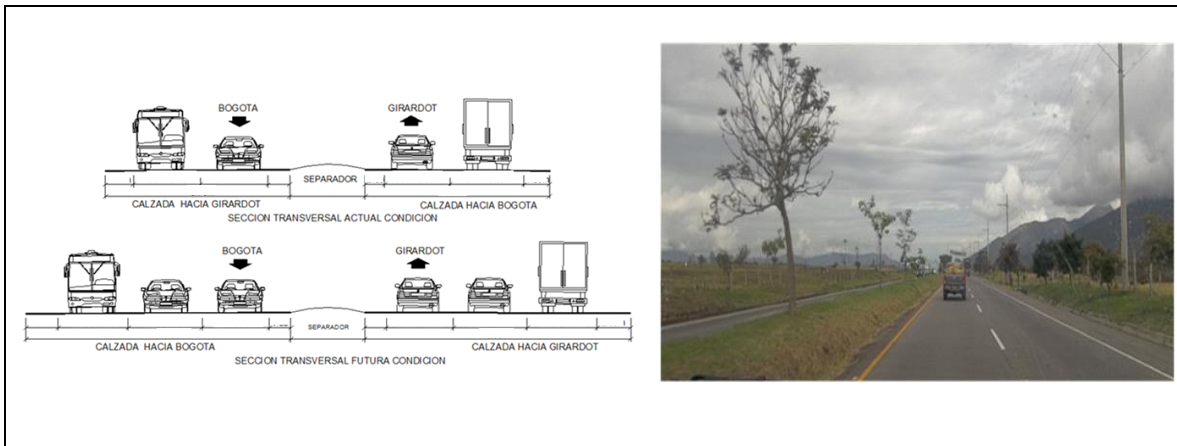 BOGOTA
GIRARDOT
SEPARADOR
CALZADA HACIA GIRARDOT
CALZADA HACIA BOGOTA
SECCION TRANSVERSAL ACTUAL CONDICION
BOGOTA
GIRARDOT
SEPARADOR
CALZADA HACIA BOGOTA
CALZADA HACIA GIRARDOT
SECCION TRANSVERSAL FUTURA CONDICION